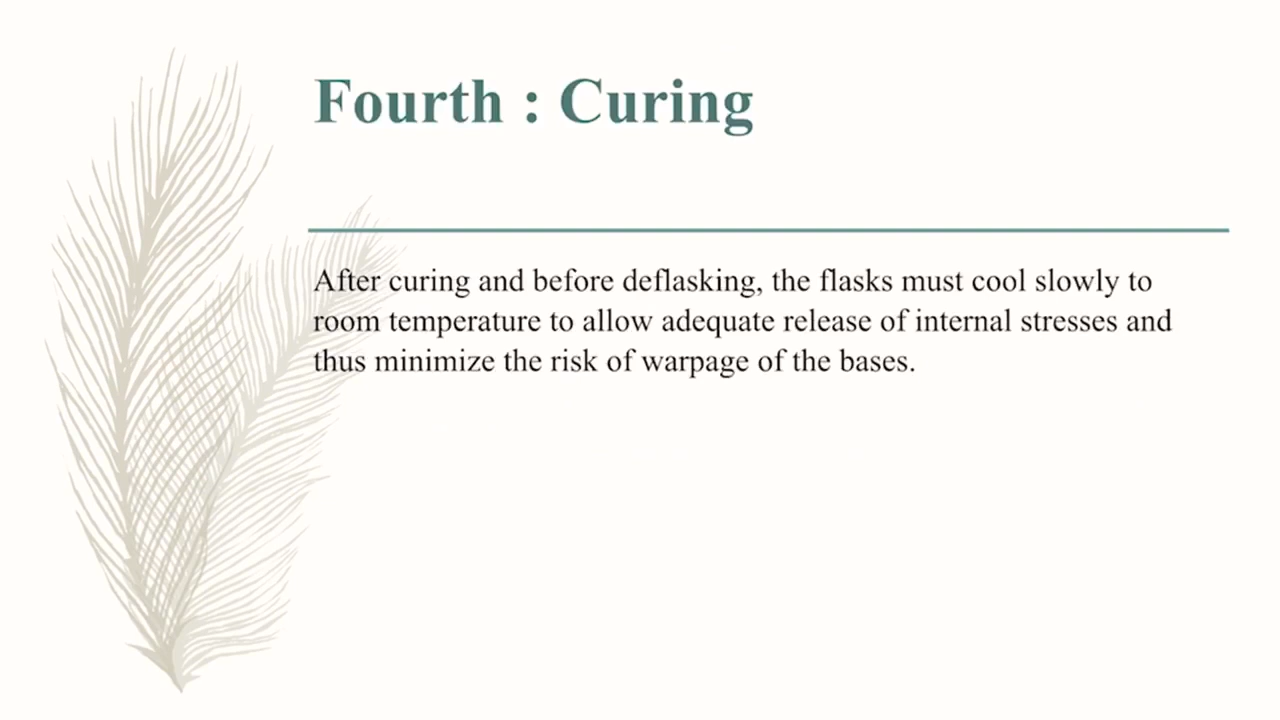 Fourth : Curing
After curing and before deflasking, the flasks must cool slowly to
room temperature to allow adequate release of internal stresses and
thus minimize the risk of warpage of the bases.